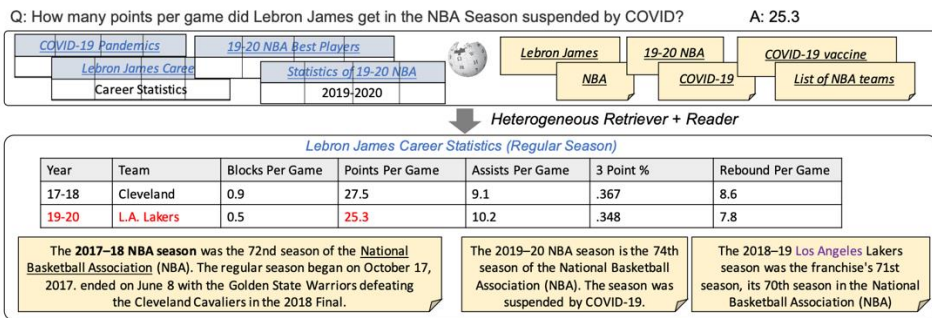 Q: How many points per game did Lebron James get in the NBA Season suspended by COVID? A: 25.3
COVID-19 Pandemics
19-20 NBA Best Players
Lebron James Caree
Statistics of 19-20 NBA
Career Statistics
2019-2020
Lebron James
19-20 NBA
COVID-19 vaccine
NBA
COVID-19
List of NBA teams
Heterogeneous Retriever + Reader
Lebron James Career Statistics (Regular Season)
Year Team Blocks Per Game Points Per Game Assists Per Game 3 Point % Rebound Per Game
17-18 Cleveland 0.9 27.5 9.1 .367 8.6
19-20 L.A. Lakers 0.5 25.3 10.2 .348 7.8
The 2017–18 NBA season was the 72nd season of the National
Basketball Association (NBA). The regular season began on October 17,
2017. ended on June 8 with the Golden State Warriors defeating
the Cleveland Cavaliers in the 2018 Final.
The 2019–20 NBA season is the 74th
season of the National Basketball
Association (NBA). The season was
suspended by COVID-19.
The 2018–19 Los Angeles Lakers
season was the franchise's 71st
season, its 70th season in the National
Basketball Association (NBA)